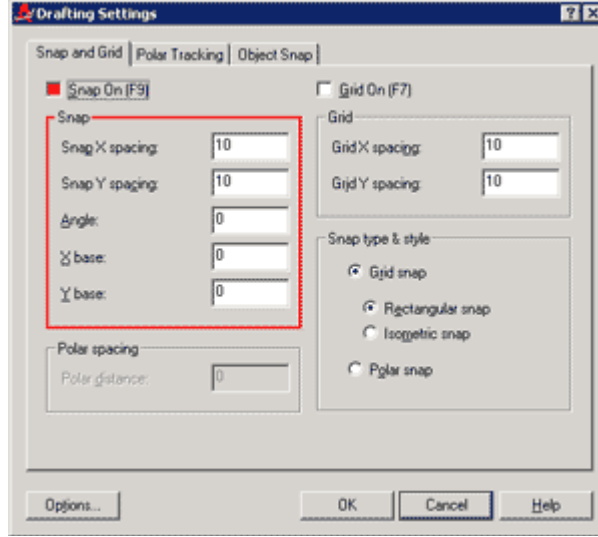 Drafting Settings
Snap and Grid Polar Tracking Object Snap
Snap On (F9)
Grid On (F7)
Snap
Snap X spacing: 10
Snap Y spacing: 10
Angle: 0
X base: 0
Y base: 0
Grid
Grid X spacing: 10
Grid Y spacing: 10
Snap type & style
Grid snap
Rectangular snap
Isometric snap
Polar snap
Polar spacing
Polar distance: 0
Options... OK Cancel Help